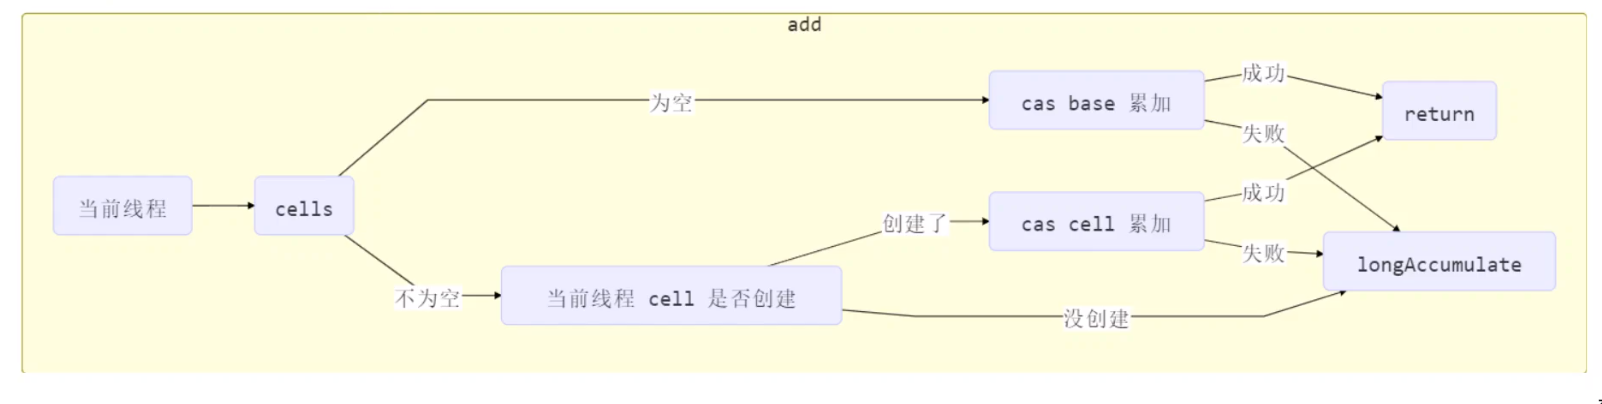 add
当前线程
cells
为空
cas base 累加
成功
return
失败
不为空
当前线程 cell 是否创建
创建了
cas cell 累加
成功
失败
longAccumulate
没创建